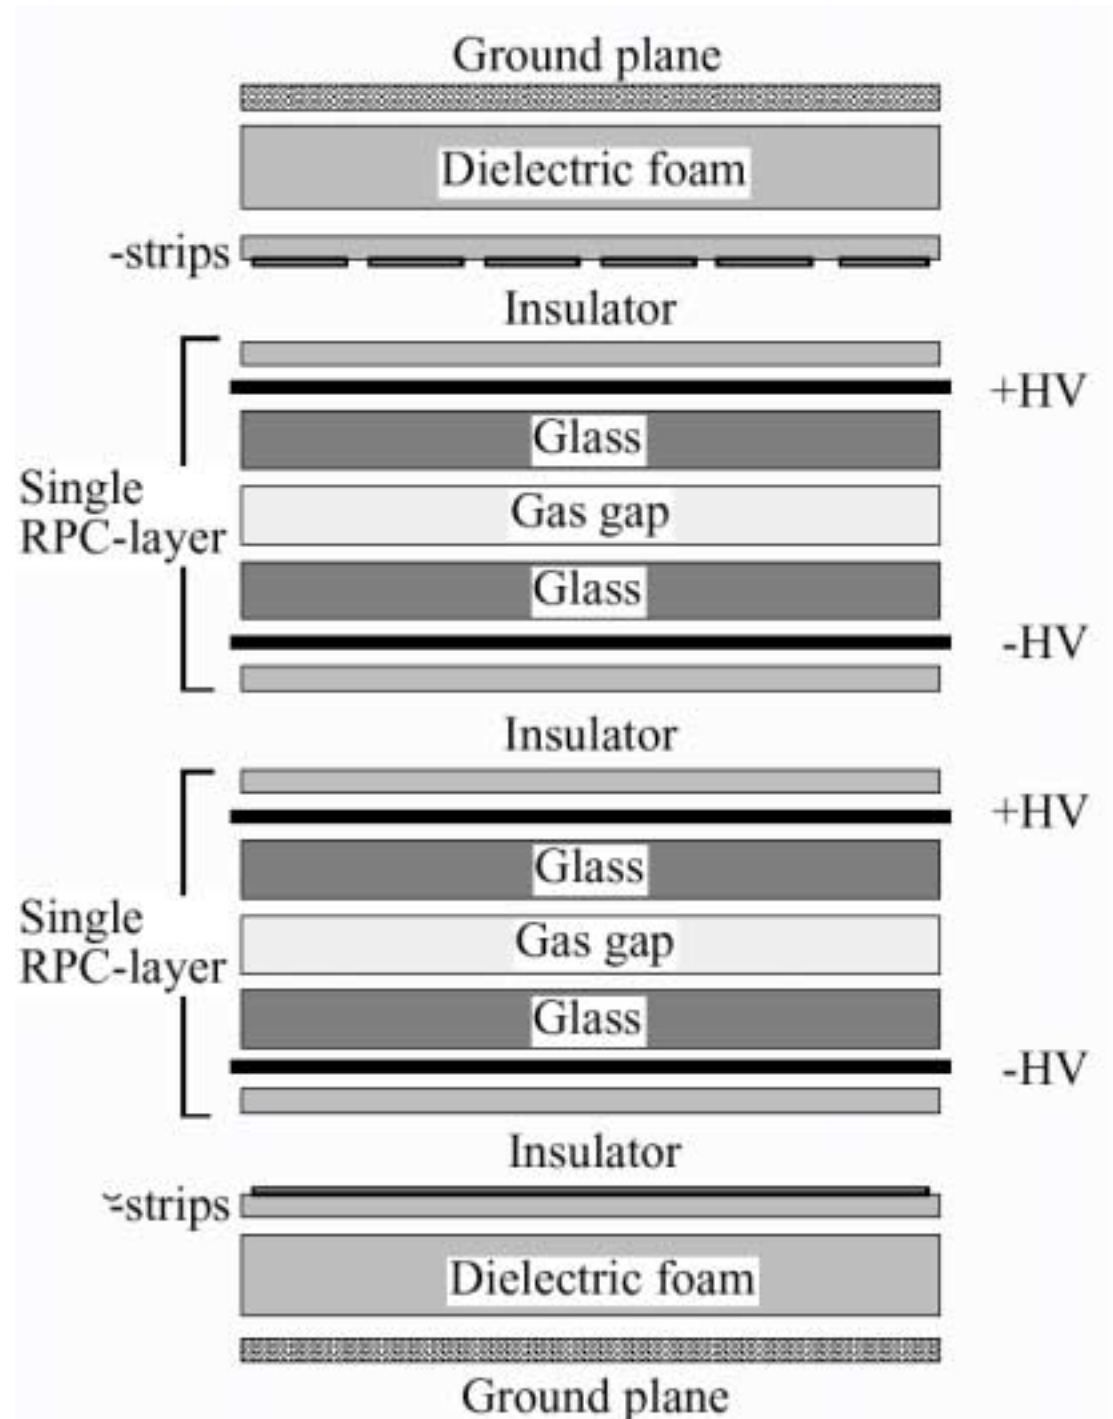 Ground plane
Dielectric foam
-strips
Insulator
+HV
Glass
Single
RPC-layer
Gas gap
Glass
-HV
Insulator
+HV
Glass
Single
RPC-layer
Gas gap
Glass
-HV
Insulator
-strips
Dielectric foam
Ground plane